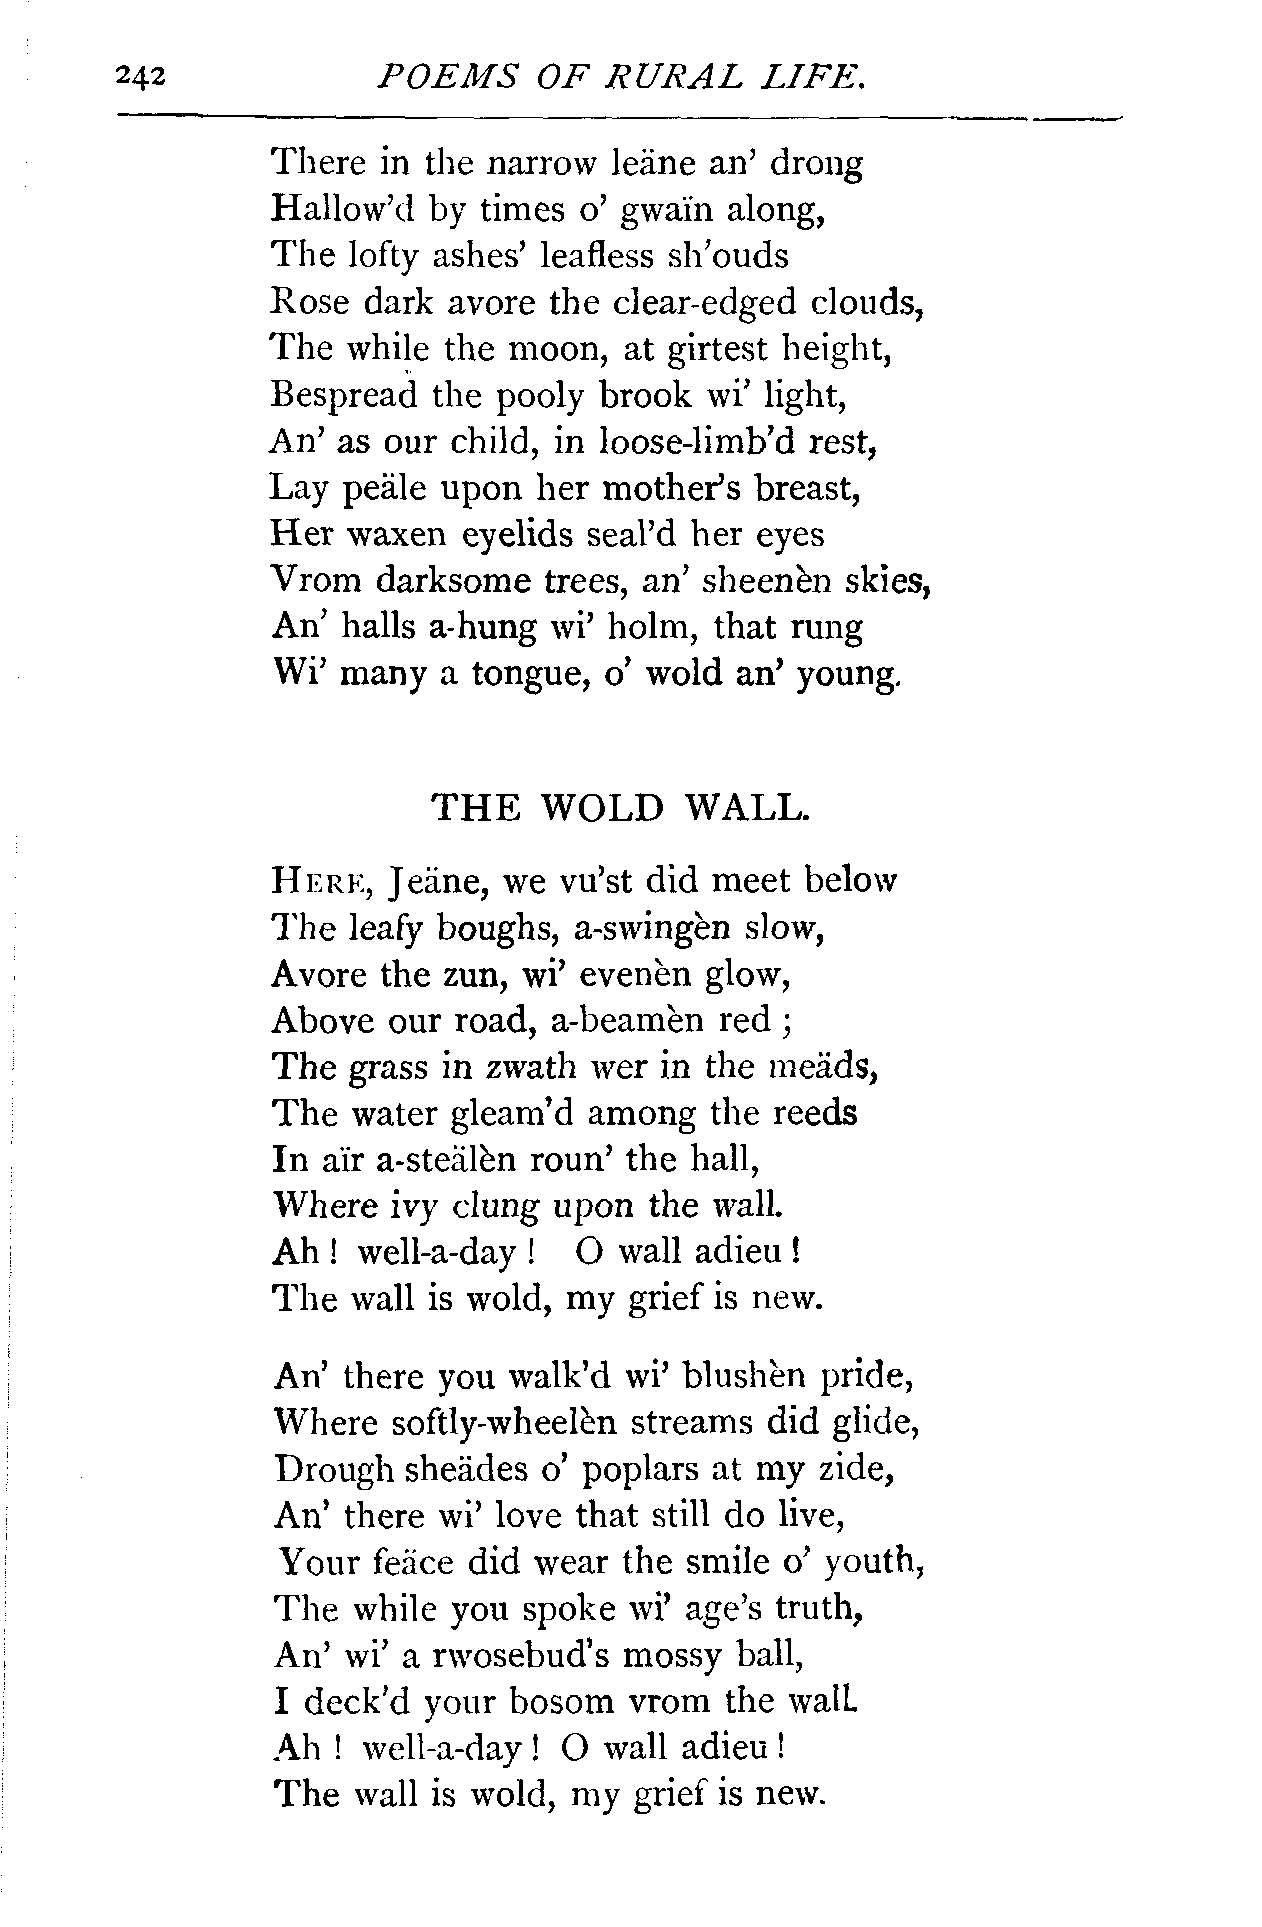 242 POEMS OF RURAL LIFE.
There in the narrow leäne an' drong
Hallow'd by times o' gwaïn along,
The lofty ashes' leafless sh'ouds
Rose dark avore the clear-edged clouds,
The while the moon, at girtest height,
Bespread the pooly brook wi' light,
An' as our child, in loose-limb'd rest,
Lay peäle upon her mother's breast,
Her waxen eyelids seal'd her eyes
Vrom darksome trees, an' sheenèn skies,
An' halls a-hung wi' holm, that rung
Wi' many a tongue, o' wold an' young.
THE WOLD WALL.
HERE, Jeäne, we vu'st did meet below
The leafy boughs, a-swingèn slow,
Avore the zun, wi' evenèn glow,
Above our road, a-beamèn red ;
The grass in zwath wer in the meäds,
The water gleam'd among the reeds
In aïr a-steälèn roun' the hall,
Where ivy clung upon the wall.
Ah ! well-a-day ! O wall adieu !
The wall is wold, my grief is new.
An' there you walk'd wi' blushèn pride,
Where softly-wheelèn streams did glide,
Drough sheädes o' poplars at my zide,
An' there wi' love that still do live,
Your feäce did wear the smile o' youth,
The while you spoke wi' age's truth,
An' wi' a rwosebud's mossy ball,
I deck'd your bosom vrom the wall.
Ah ! well-a-day ! O wall adieu !
The wall is wold, my grief is new.